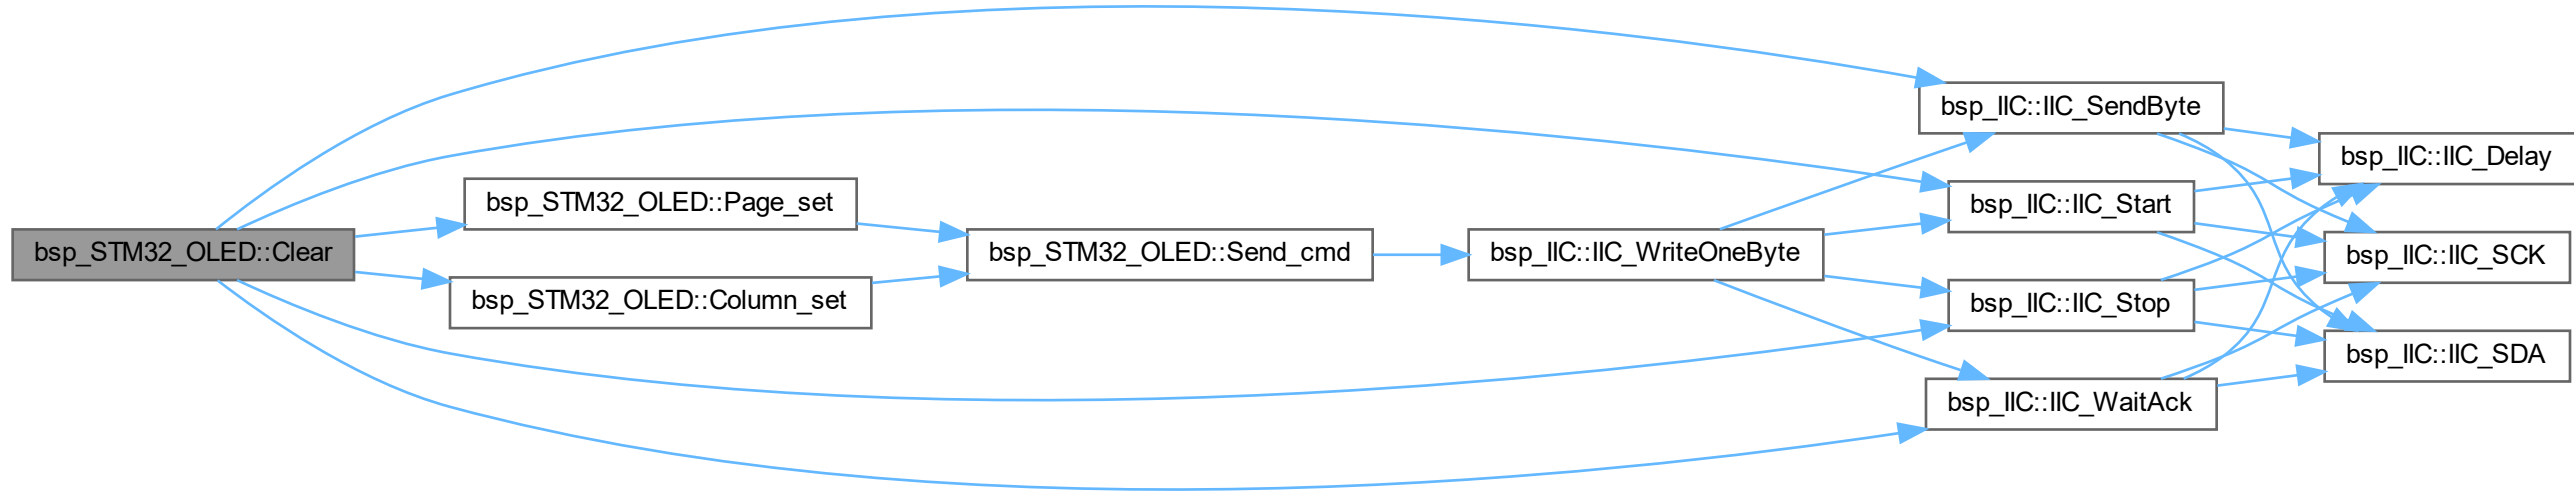 bsp_STM32_OLED::Clear
bsp_STM32_OLED::Page_set
bsp_STM32_OLED::Column_set
bsp_STM32_OLED::Send_cmd
bsp_IIC::IIC_WriteOneByte
bsp_IIC::IIC_SendByte
bsp_IIC::IIC_Start
bsp_IIC::IIC_Stop
bsp_IIC::IIC_WaitAck
bsp_IIC::IIC_Delay
bsp_IIC::IIC_SCK
bsp_IIC::IIC_SDA